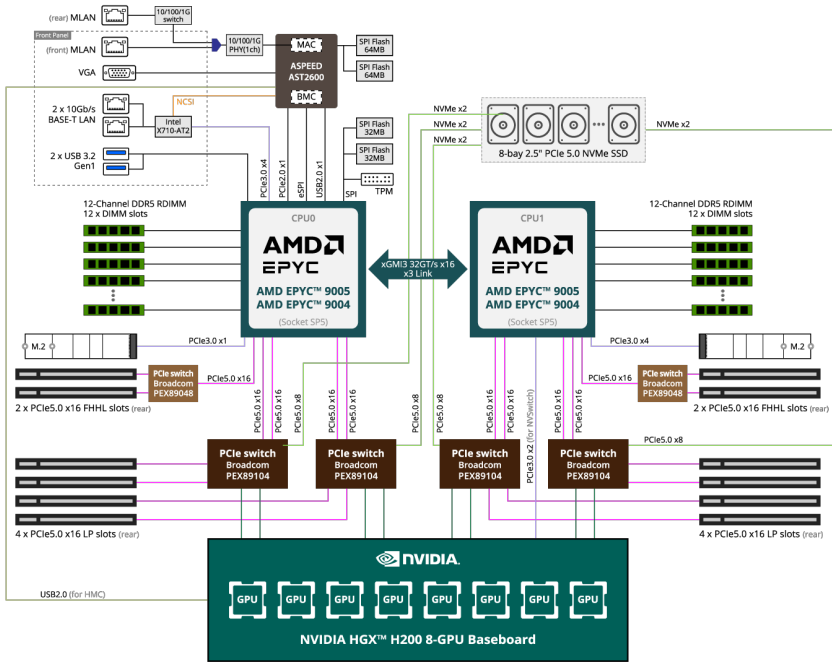 (rear) MLAN
10/100/1G
switch
Front Panel
(front) MLAN
10/100/1G
PHY(1ch)
MAC
ASPEED
AST2600
BMC
SPI Flash
64MB
SPI Flash
64MB
VGA
NCSI
2 x 10Gb/s
BASE-T LAN
Intel
X710-AT2
2 x USB 3.2
Gen1
SPI Flash
32MB
SPI Flash
32MB
TPM
PCIe3.0 x4
PCIe2.0 x1
eSPI
USB2.0 x1
SPI
NVMe x2
NVMe x2
NVMe x2
NVMe x2
8-bay 2.5" PCIe 5.0 NVMe SSD
12-Channel DDR5 RDIMM
12 x DIMM slots
CPU0
AMD
EPYC
AMD EPYC™ 9005
AMD EPYC™ 9004
(Socket SP5)
xGMI3 32GT/s x16
x3 Link
CPU1
AMD
EPYC
AMD EPYC™ 9005
AMD EPYC™ 9004
(Socket SP5)
12-Channel DDR5 RDIMM
12 x DIMM slots
M.2
PCIe3.0 x1
PCIe3.0 x4
M.2
PCIe switch
Broadcom
PEX89048
PCIe5.0 x16
2 x PCIe5.0 x16 FHHL slots (rear)
PCIe5.0 x16
PCIe switch
Broadcom
PEX89048
2 x PCIe5.0 x16 FHHL slots (rear)
PCIe5.0 x16
PCIe5.0 x16
PCIe5.0 x8
PCIe5.0 x16
PCIe5.0 x16
PCIe5.0 x8
PCIe5.0 x8
PCIe5.0 x16
PCIe5.0 x16
PCIe3.0 x2 (for NVSwitch)
PCIe5.0 x16
PCIe5.0 x16
PCIe5.0 x8
PCIe switch
Broadcom
PEX89104
PCIe switch
Broadcom
PEX89104
PCIe switch
Broadcom
PEX89104
PCIe switch
Broadcom
PEX89104
4 x PCIe5.0 x16 LP slots (rear)
4 x PCIe5.0 x16 LP slots (rear)
USB2.0 (for HMC)
NVIDIA.
GPU
GPU
GPU
GPU
GPU
GPU
GPU
GPU
NVIDIA HGX™ H200 8-GPU Baseboard